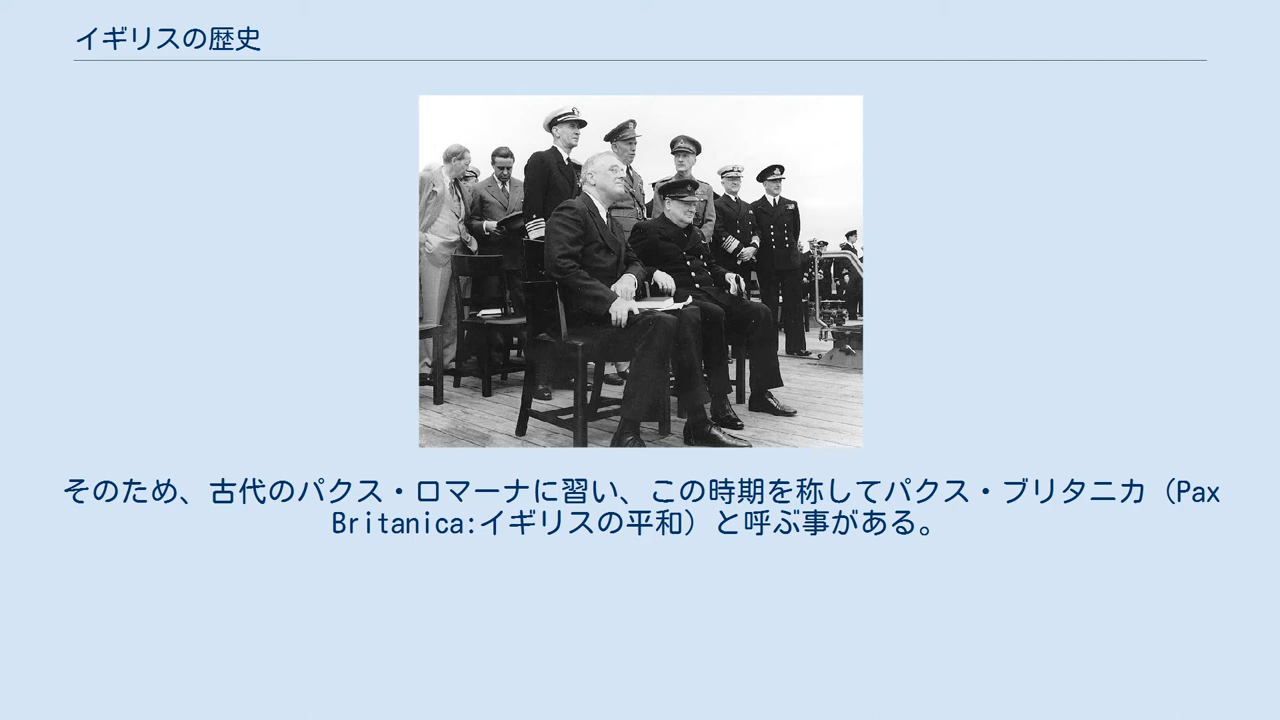 イギリスの歴史
そのため、古代のパクス・ロマーナに習い、この時期を称してパクス・ブリタニカ（Pax
Britanica:イギリスの平和）と呼ぶ事がある。